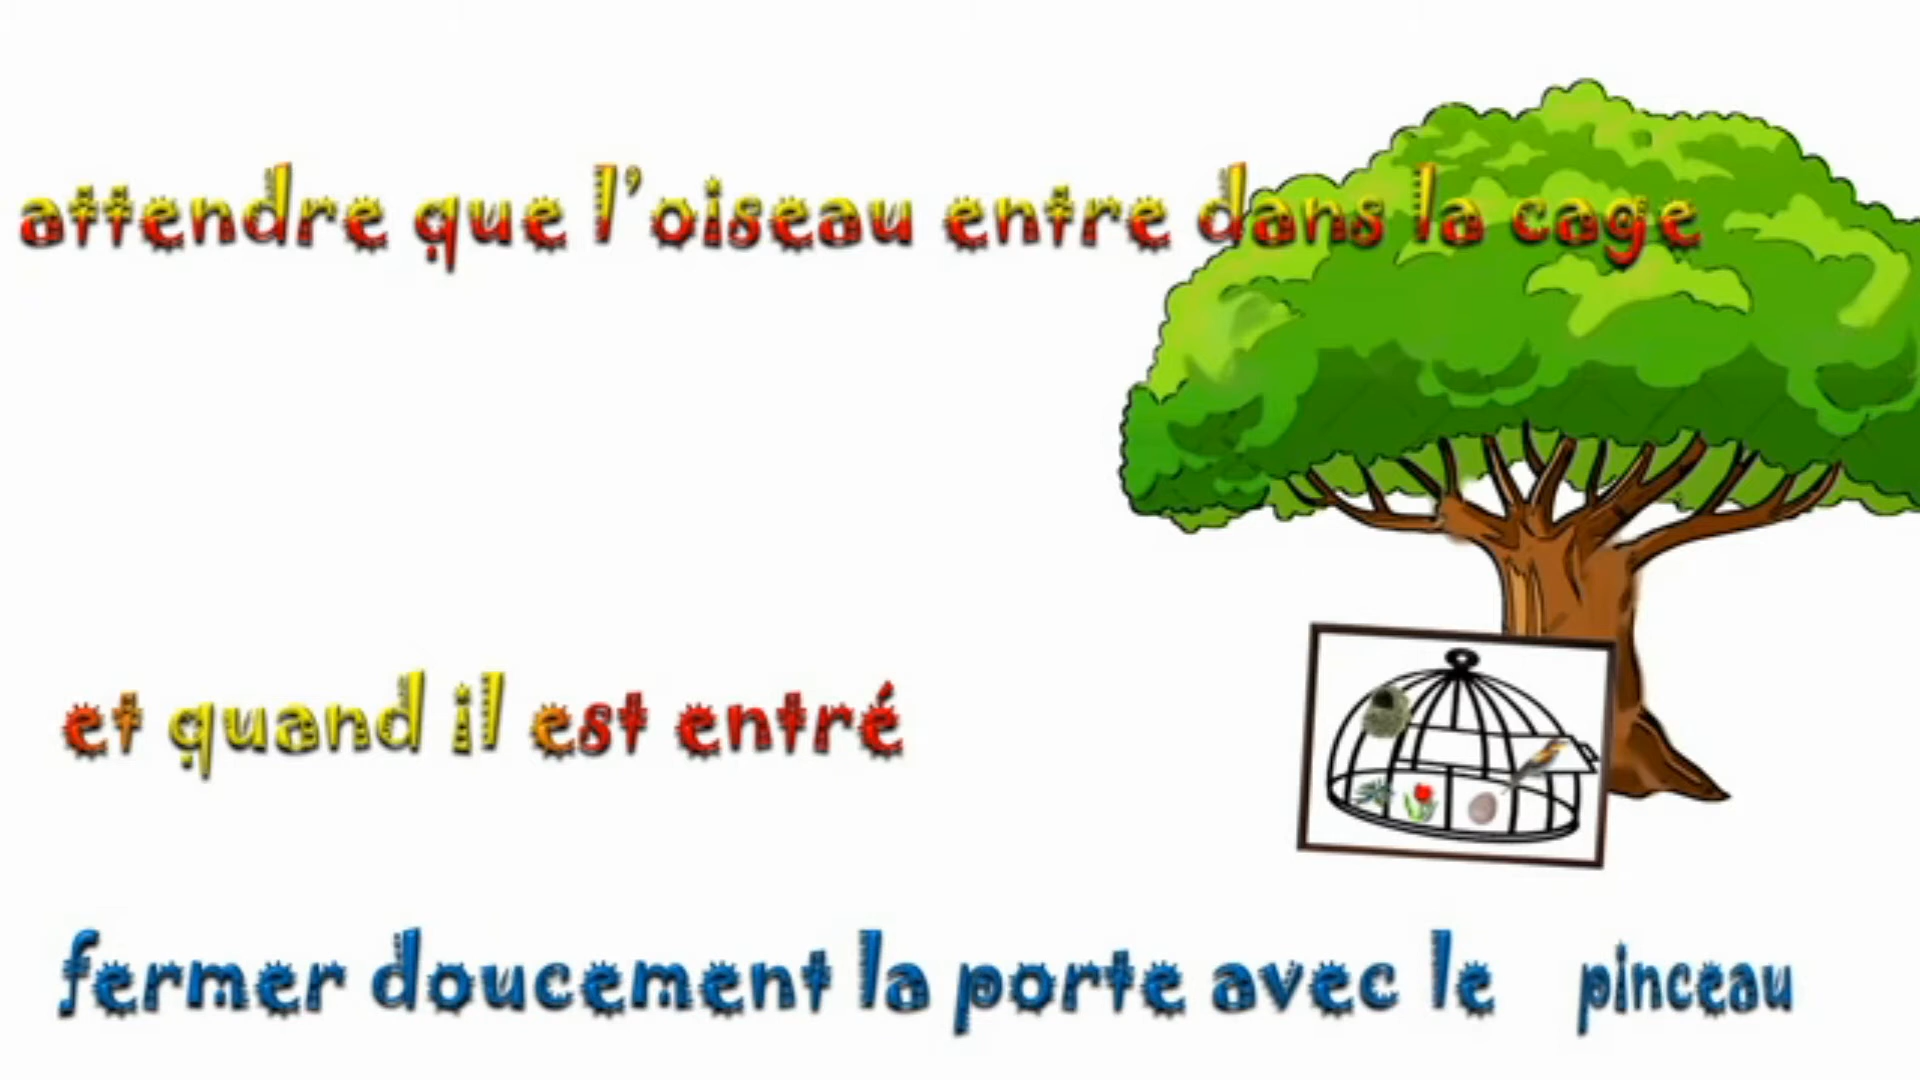 attendre que l'oiseau entre dans la cage
et quand il est entré
fermer doucement la porte avec le pinceau